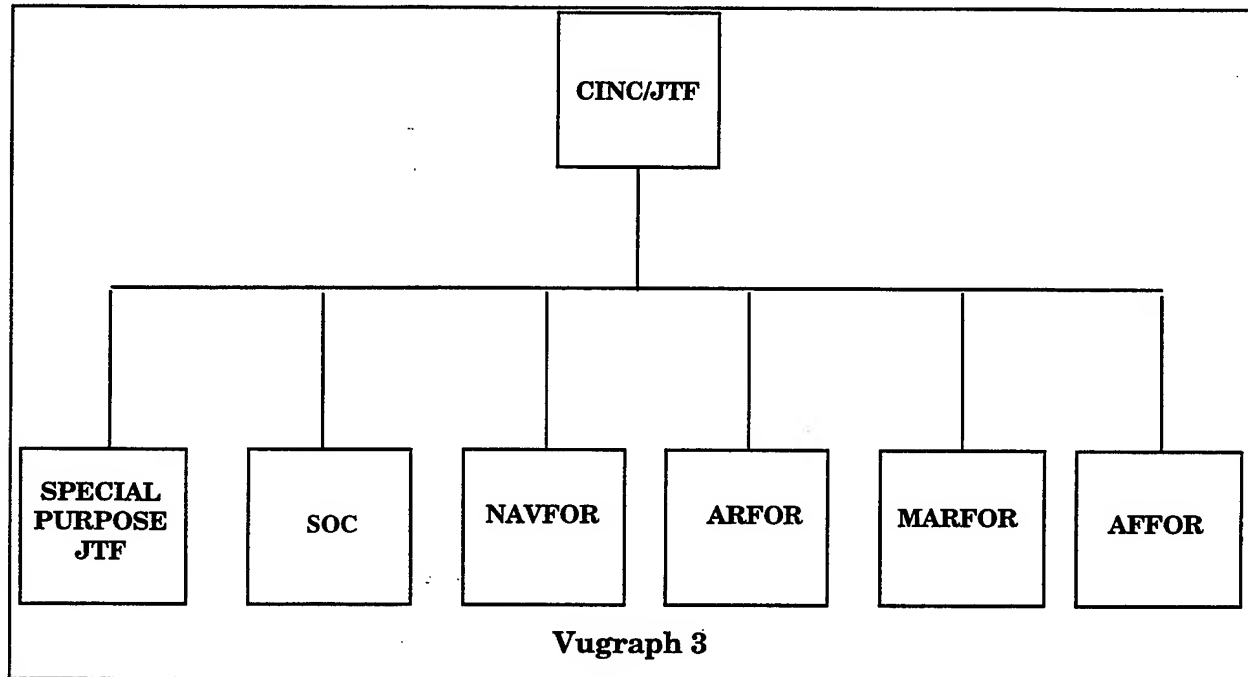 CINC/JTF
SPECIAL
PURPOSE
JTF
SOC
NAVFOR
ARFOR
MARFOR
AFFOR
Vugraph 3